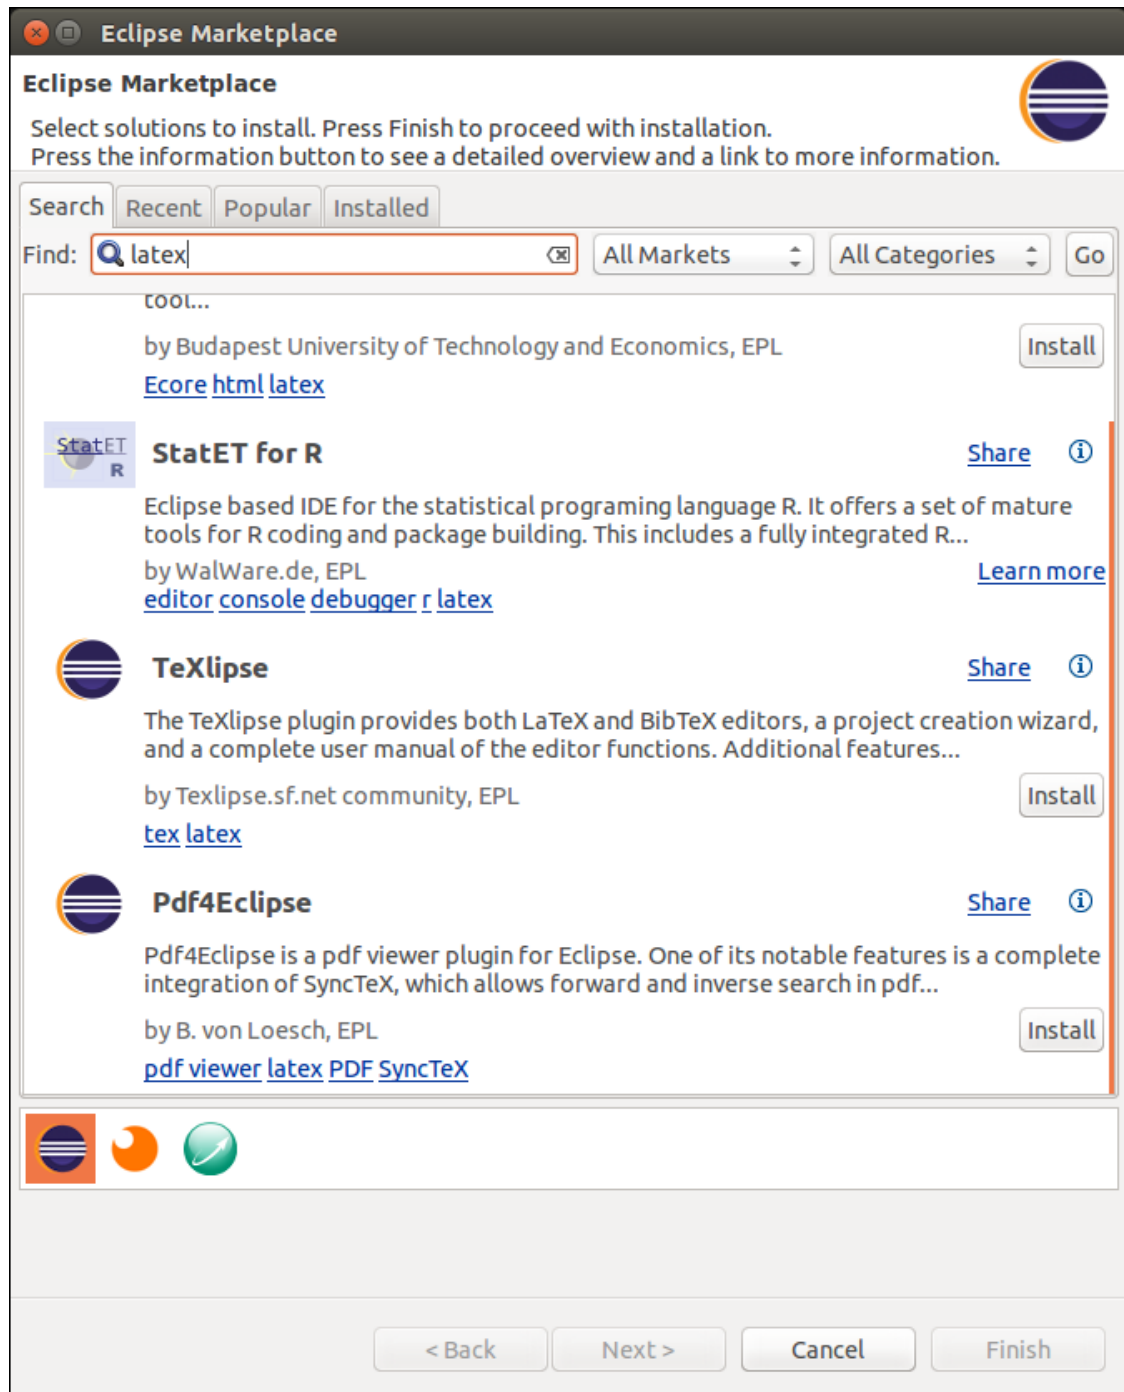 Eclipse Marketplace
Eclipse Marketplace
Select solutions to install. Press Finish to proceed with installation.
Press the information button to see a detailed overview and a link to more information.
Search Recent Popular Installed
Find: latex All Markets All Categories Go
tool...
by Budapest University of Technology and Economics, EPL Install
Ecore html latex
StatET R StatET for R Share
Eclipse based IDE for the statistical programing language R. It offers a set of mature
tools for R coding and package building. This includes a fully integrated R...
by WalWare.de, EPL Learn more
editor console debugger r latex
TeXlipse Share
The TeXlipse plugin provides both LaTeX and BibTeX editors, a project creation wizard,
and a complete user manual of the editor functions. Additional features...
by Texlipse.sf.net community, EPL Install
tex latex
Pdf4Eclipse Share
Pdf4Eclipse is a pdf viewer plugin for Eclipse. One of its notable features is a complete
integration of SyncTeX, which allows forward and inverse search in pdf...
by B. von Loesch, EPL Install
pdf viewer latex PDF SyncTeX
< Back Next > Cancel Finish